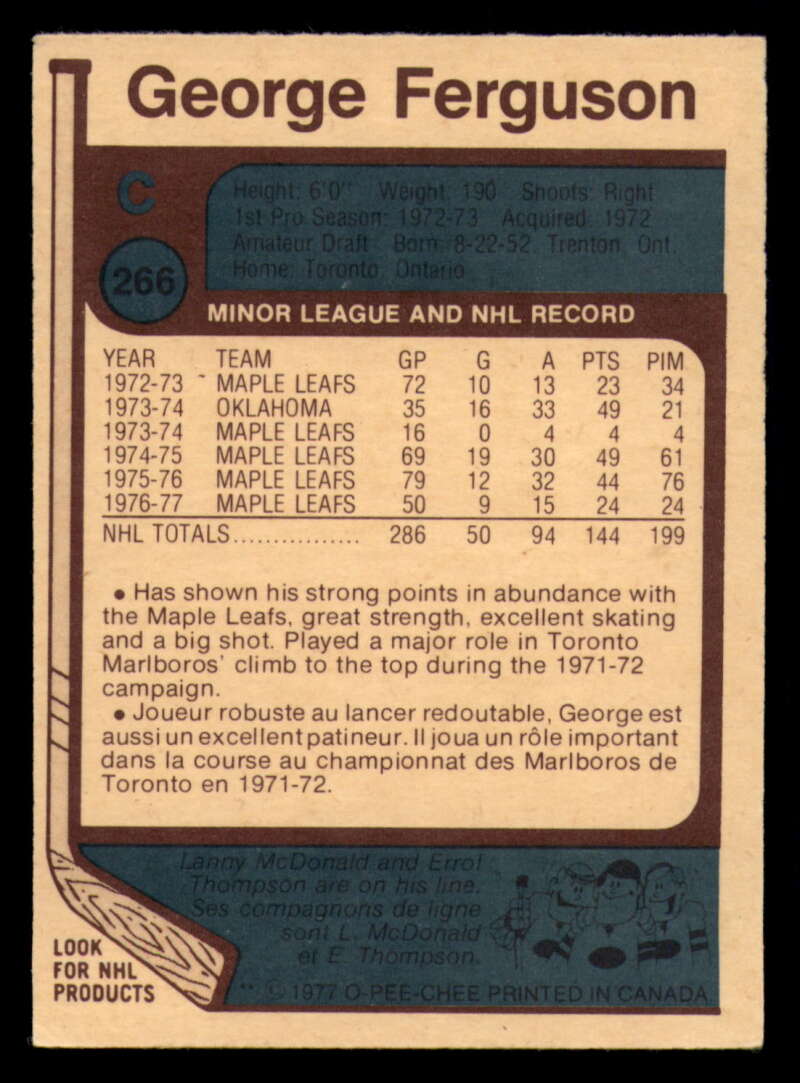 George Ferguson
C
266
Height: 6'0" Weight: 190 Shoots: Right
1st Pro Season: 1972-73 Acquired: 1972
Amateur Draft Born: 8-22-52, Trenton, Ont.
Home: Toronto, Ontario
MINOR LEAGUE AND NHL RECORD
YEAR TEAM GP G A PTS PIM
1972-73 MAPLE LEAFS 72 10 13 23 34
1973-74 OKLAHOMA 35 16 33 49 21
1973-74 MAPLE LEAFS 16 0 4 4 4
1974-75 MAPLE LEAFS 69 19 30 49 61
1975-76 MAPLE LEAFS 79 12 32 44 76
1976-77 MAPLE LEAFS 50 9 15 24 24
NHL TOTALS................ 286 50 94 144 199
• Has shown his strong points in abundance with
the Maple Leafs, great strength, excellent skating
and a big shot. Played a major role in Toronto
Marlboros' climb to the top during the 1971-72
campaign.
• Joueur robuste au lancer redoutable, George est
aussi un excellent patineur. Il joua un rôle important
dans la course au championnat des Marlboros de
Toronto en 1971-72.
Lanny McDonald and Errol
Thompson are on his line.
Ses compagnons de ligne
sont L. McDonald
et E. Thompson.
LOOK
FOR NHL
PRODUCTS
** © 1977 O-PEE-CHEE PRINTED IN CANADA